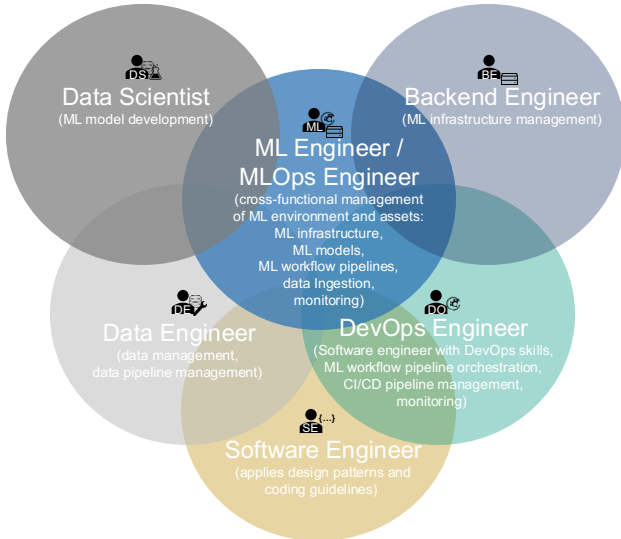 DS
Data Scientist
(ML model development)
BE
Backend Engineer
(ML infrastructure management)
ML
ML Engineer /
MLOps Engineer
(cross-functional management
of ML environment and assets:
ML infrastructure,
ML models,
ML workflow pipelines,
data Ingestion,
monitoring)
DE
Data Engineer
(data management,
data pipeline management)
DO
DevOps Engineer
(Software engineer with DevOps skills,
ML workflow pipeline orchestration,
CI/CD pipeline management,
monitoring)
SE {...}
Software Engineer
(applies design patterns and
coding guidelines)